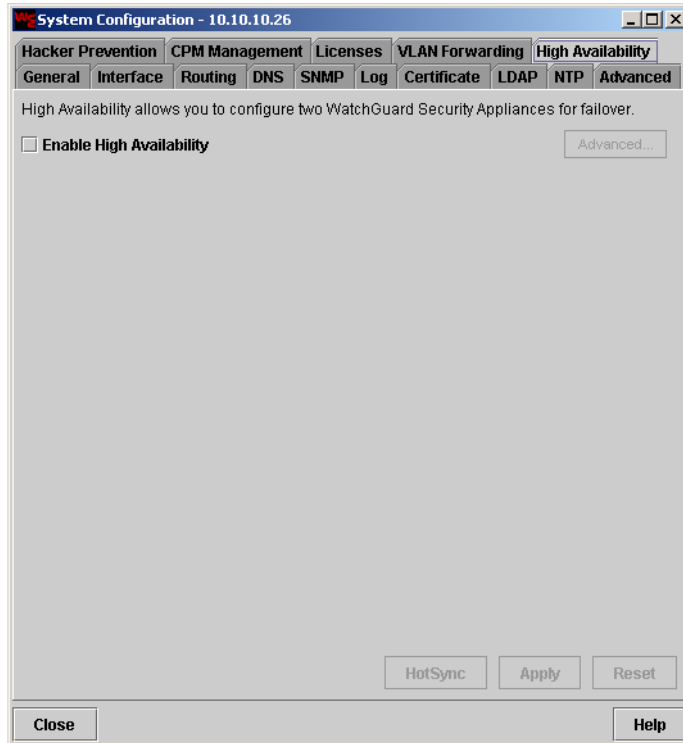 System Configuration - 10.10.10.26
Hacker Prevention CPM Management Licenses VLAN Forwarding High Availability
General Interface Routing DNS SNMP Log Certificate LDAP NTP Advanced
High Availability allows you to configure two WatchGuard Security Appliances for failover.
Enable High Availability Advanced...
HotSync Apply Reset
Close Help